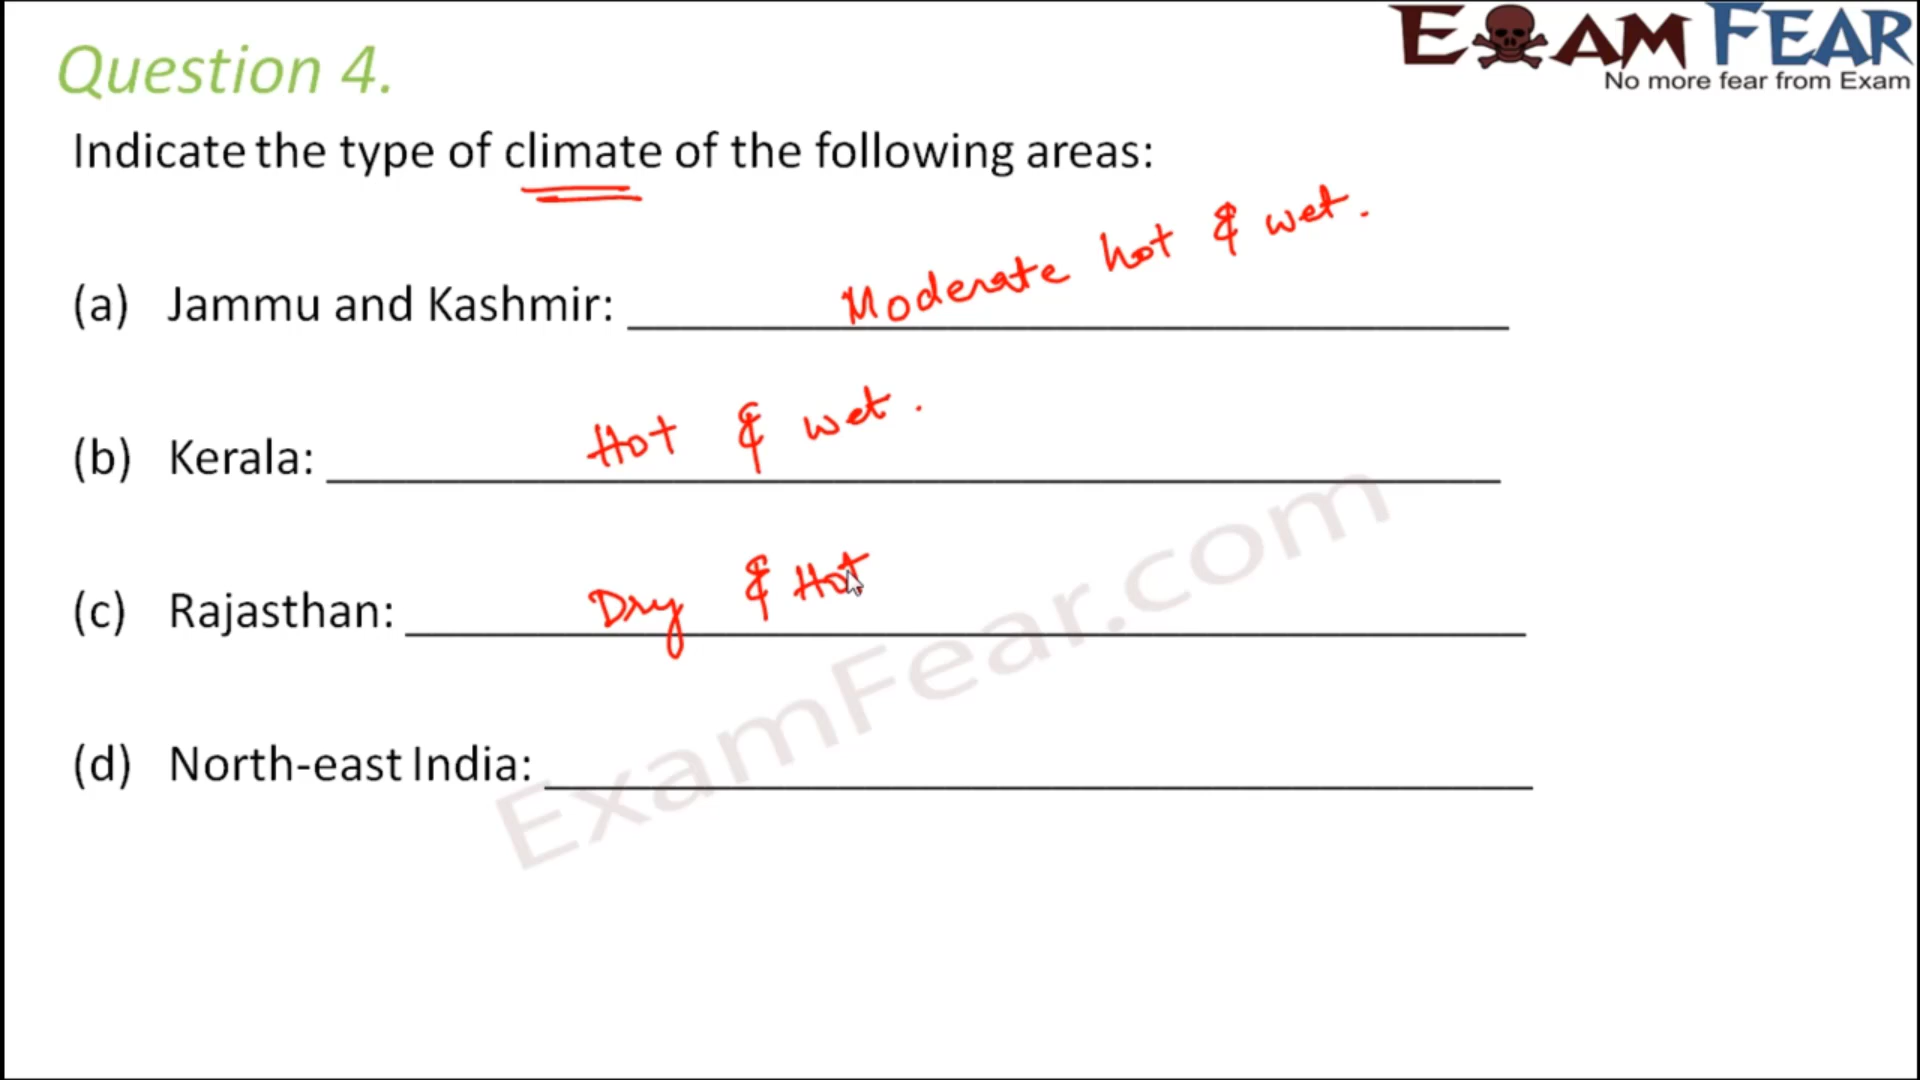 EXAM FEAR
No more fear from Exam
Question 4.
Indicate the type of climate of the following areas:
(a) Jammu and Kashmir: Moderate hot & wet.
(b) Kerala: Hot & wet.
(c) Rajasthan: Dry & Hot
(d) North-east India:
ExamFear.com